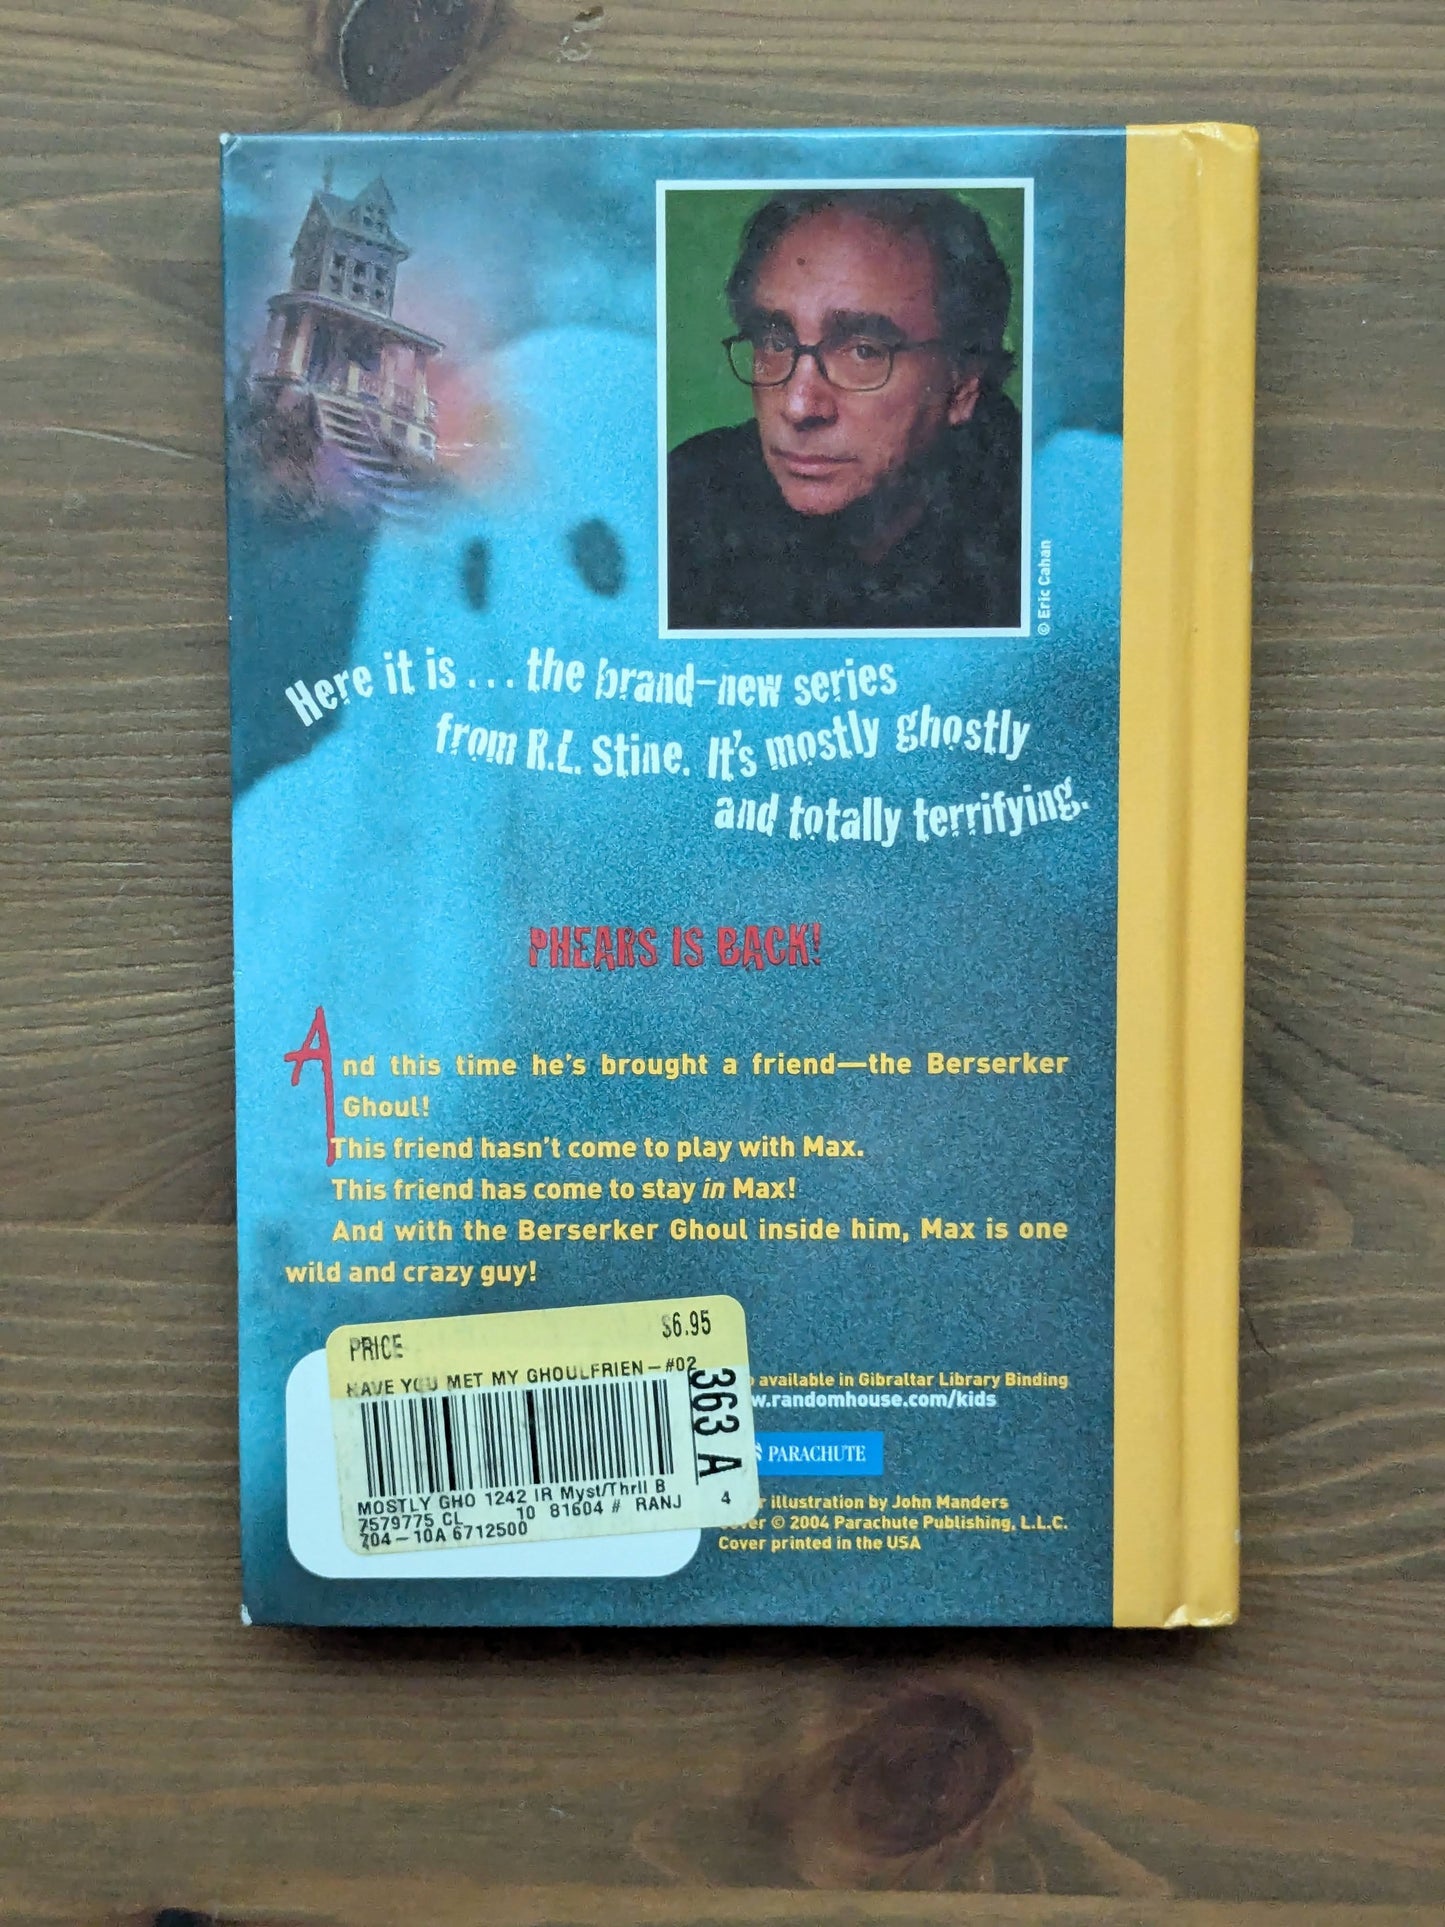 © Eric Cahan
Here it is . . . the brand-new series
from R.L. Stine. It's mostly ghostly
and totally terrifying.
PHEARS IS BACK!
And this time he's brought a friend—the Berserker
Ghoul!
This friend hasn't come to play with Max.
This friend has come to stay in Max!
And with the Berserker Ghoul inside him, Max is one
wild and crazy guy!
PRICE $6.95
HAVE YOU MET MY GHOULFRIEN-#02
363 A
MOSTLY GHO 1242 IR Myst/Thrll B
7579775 CL 10 81604 # RANJ 4
704-10A 6712500
available in Gibraltar Library Binding
.randomhouse.com/kids
PARACHUTE
illustration by John Manders
© 2004 Parachute Publishing, L.L.C.
Cover printed in the USA